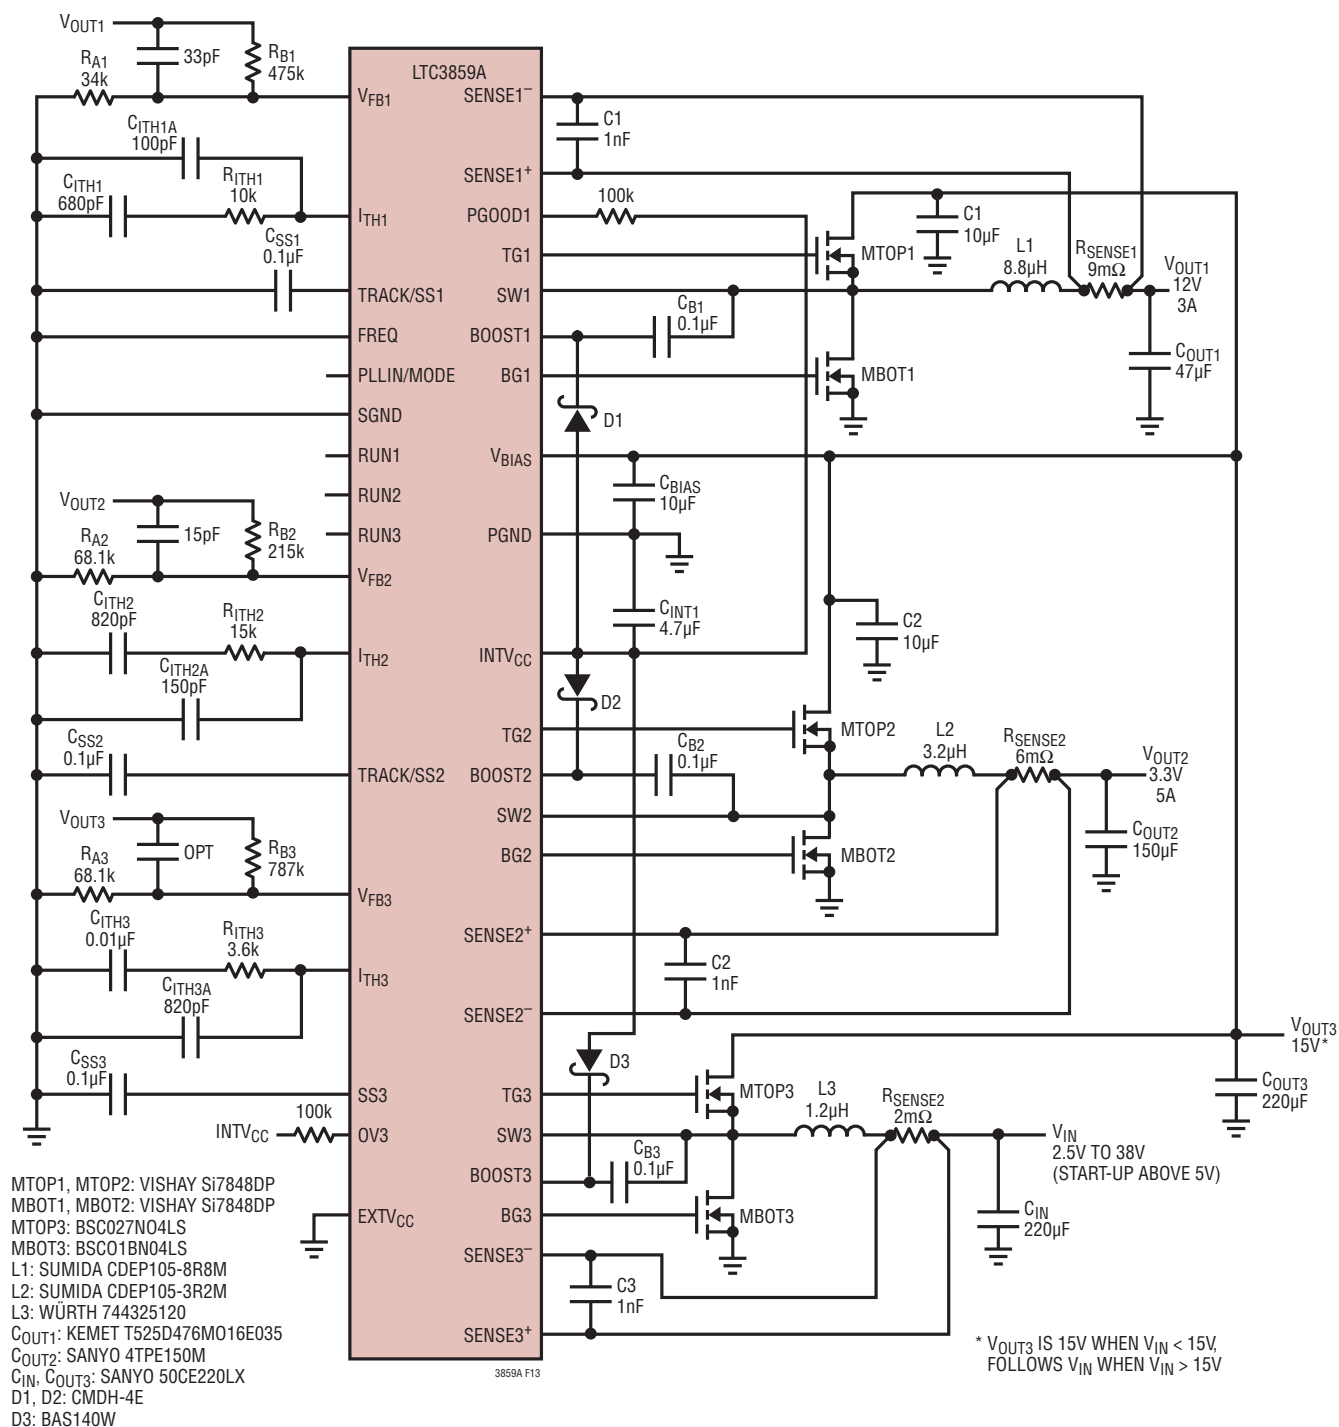 VOUT1
33pF
RB1
475k
RA1
34k
LTC3859A
VFB1
SENSE1–
C1
1nF
CITH1A
100pF
SENSE1+
CITH1
680pF
RITH1
10k
ITH1
PGOOD1
100k
C1
10µF
CSS1
0.1µF
TG1
MTOP1
L1
8.8µH
RSENSE1
9mΩ
VOUT1
12V
3A
TRACK/SS1
SW1
CB1
0.1µF
FREQ
BOOST1
COUT1
47µF
PLLIN/MODE
BG1
MBOT1
SGND
D1
RUN1
VBIAS
CBIAS
10µF
RUN2
VOUT2
15pF
RB2
215k
RA2
68.1k
RUN3
PGND
VFB2
CITH2
820pF
RITH2
15k
CINT1
4.7µF
C2
10µF
ITH2
INTVCC
CITH2A
150pF
D2
TG2
MTOP2
L2
3.2µH
RSENSE2
6mΩ
VOUT2
3.3V
5A
CSS2
0.1µF
CB2
0.1µF
TRACK/SS2
BOOST2
VOUT3
OPT
RB3
787k
RA3
68.1k
SW2
COUT2
150µF
BG2
MBOT2
VFB3
CITH3
0.01µF
RITH3
3.6k
SENSE2+
C2
1nF
ITH3
CITH3A
820pF
SENSE2–
VOUT3
15V*
CSS3
0.1µF
D3
COUT3
220µF
SS3
TG3
MTOP3
L3
1.2µH
RSENSE2
2mΩ
INTVCC
100k
OV3
SW3
VIN
2.5V TO 38V
(START-UP ABOVE 5V)
CB3
0.1µF
BOOST3
EXTVCC
BG3
MBOT3
CIN
220µF
SENSE3–
C3
1nF
SENSE3+
MTOP1, MTOP2: VISHAY Si7848DP
MBOT1, MBOT2: VISHAY Si7848DP
MTOP3: BSC027NO4LS
MBOT3: BSCO1BN04LS
L1: SUMIDA CDEP105-8R8M
L2: SUMIDA CDEP105-3R2M
L3: WÜRTH 744325120
COUT1: KEMET T525D476MO16E035
COUT2: SANYO 4TPE150M
CIN, COUT3: SANYO 50CE220LX
D1, D2: CMDH-4E
D3: BAS140W
3859A F13
* VOUT3 IS 15V WHEN VIN < 15V,
FOLLOWS VIN WHEN VIN > 15V